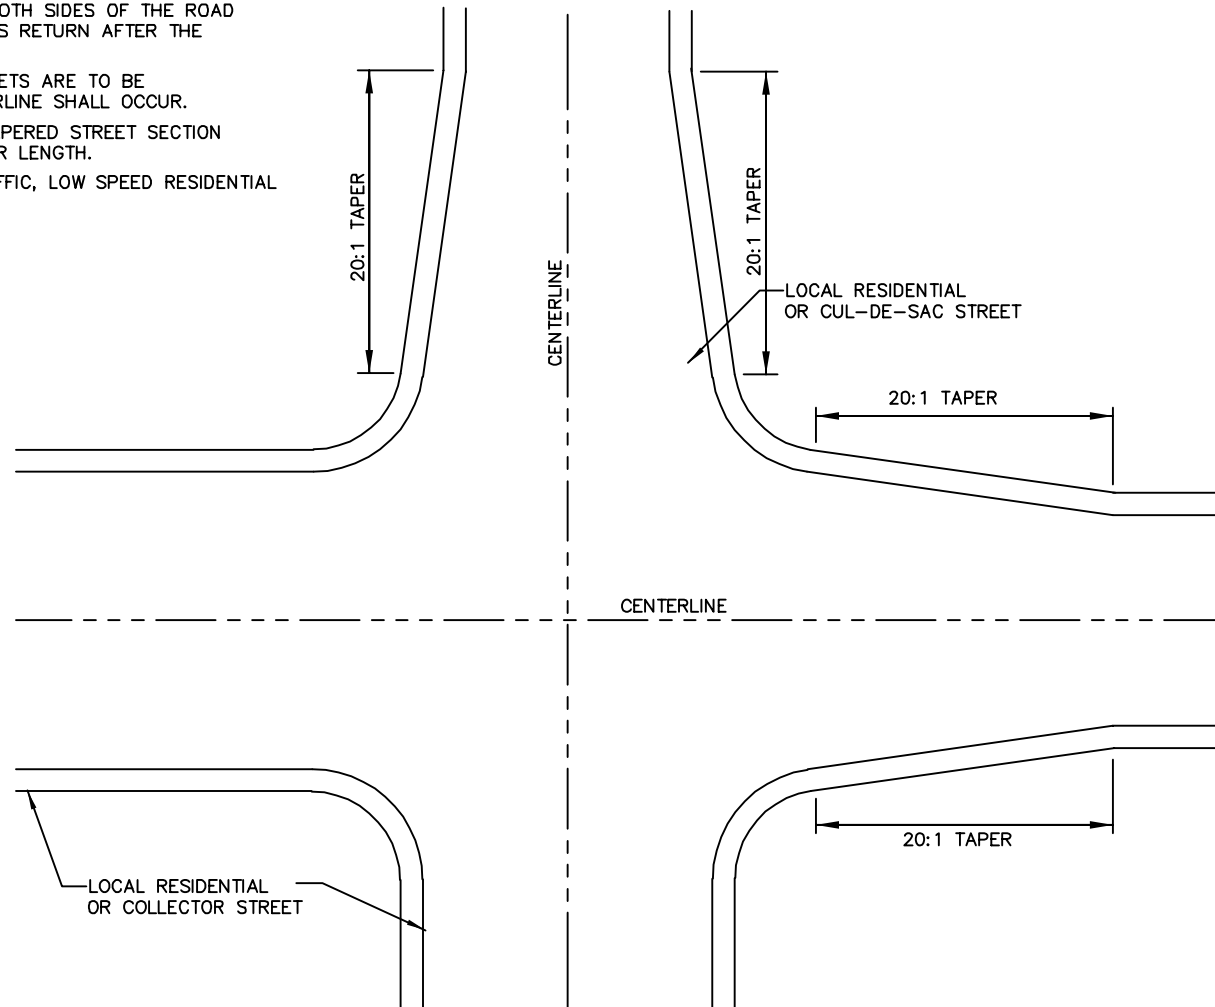 OTH SIDES OF THE ROAD
S RETURN AFTER THE
ETS ARE TO BE
RLINE SHALL OCCUR.
PERED STREET SECTION
R LENGTH.
FFIC, LOW SPEED RESIDENTIAL
20:1 TAPER
20:1 TAPER
CENTERLINE
LOCAL RESIDENTIAL
OR CUL-DE-SAC STREET
20:1 TAPER
CENTERLINE
20:1 TAPER
LOCAL RESIDENTIAL
OR COLLECTOR STREET